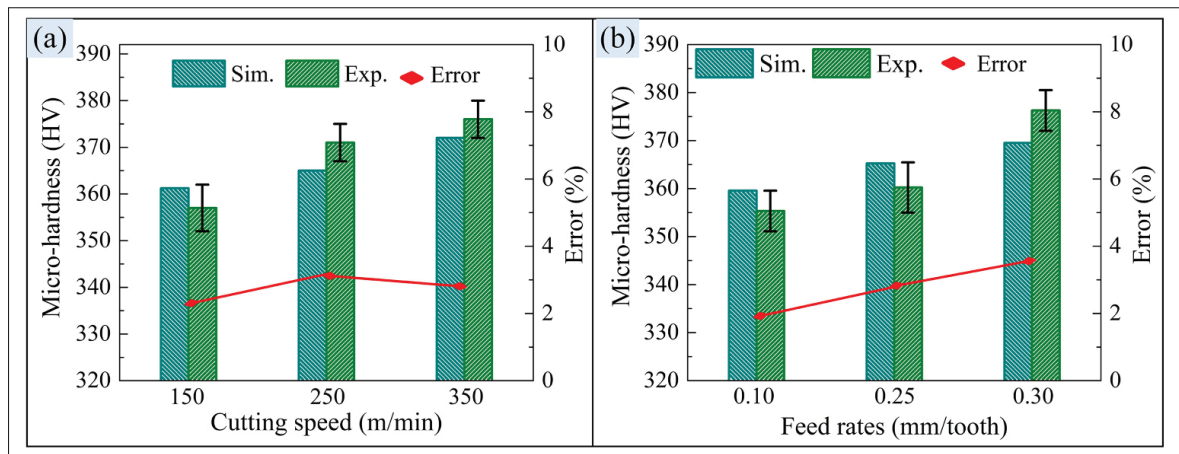 (a)
Sim. Exp. Error
Micro-hardness (HV)
390
380
370
360
350
340
330
320
10
8
6
4
2
0
Error (%)
150 250 350
Cutting speed (m/min)
(b)
Sim. Exp. Error
Micro-hardness (HV)
390
380
370
360
350
340
330
320
10
8
6
4
2
0
Error (%)
0.10 0.25 0.30
Feed rates (mm/tooth)